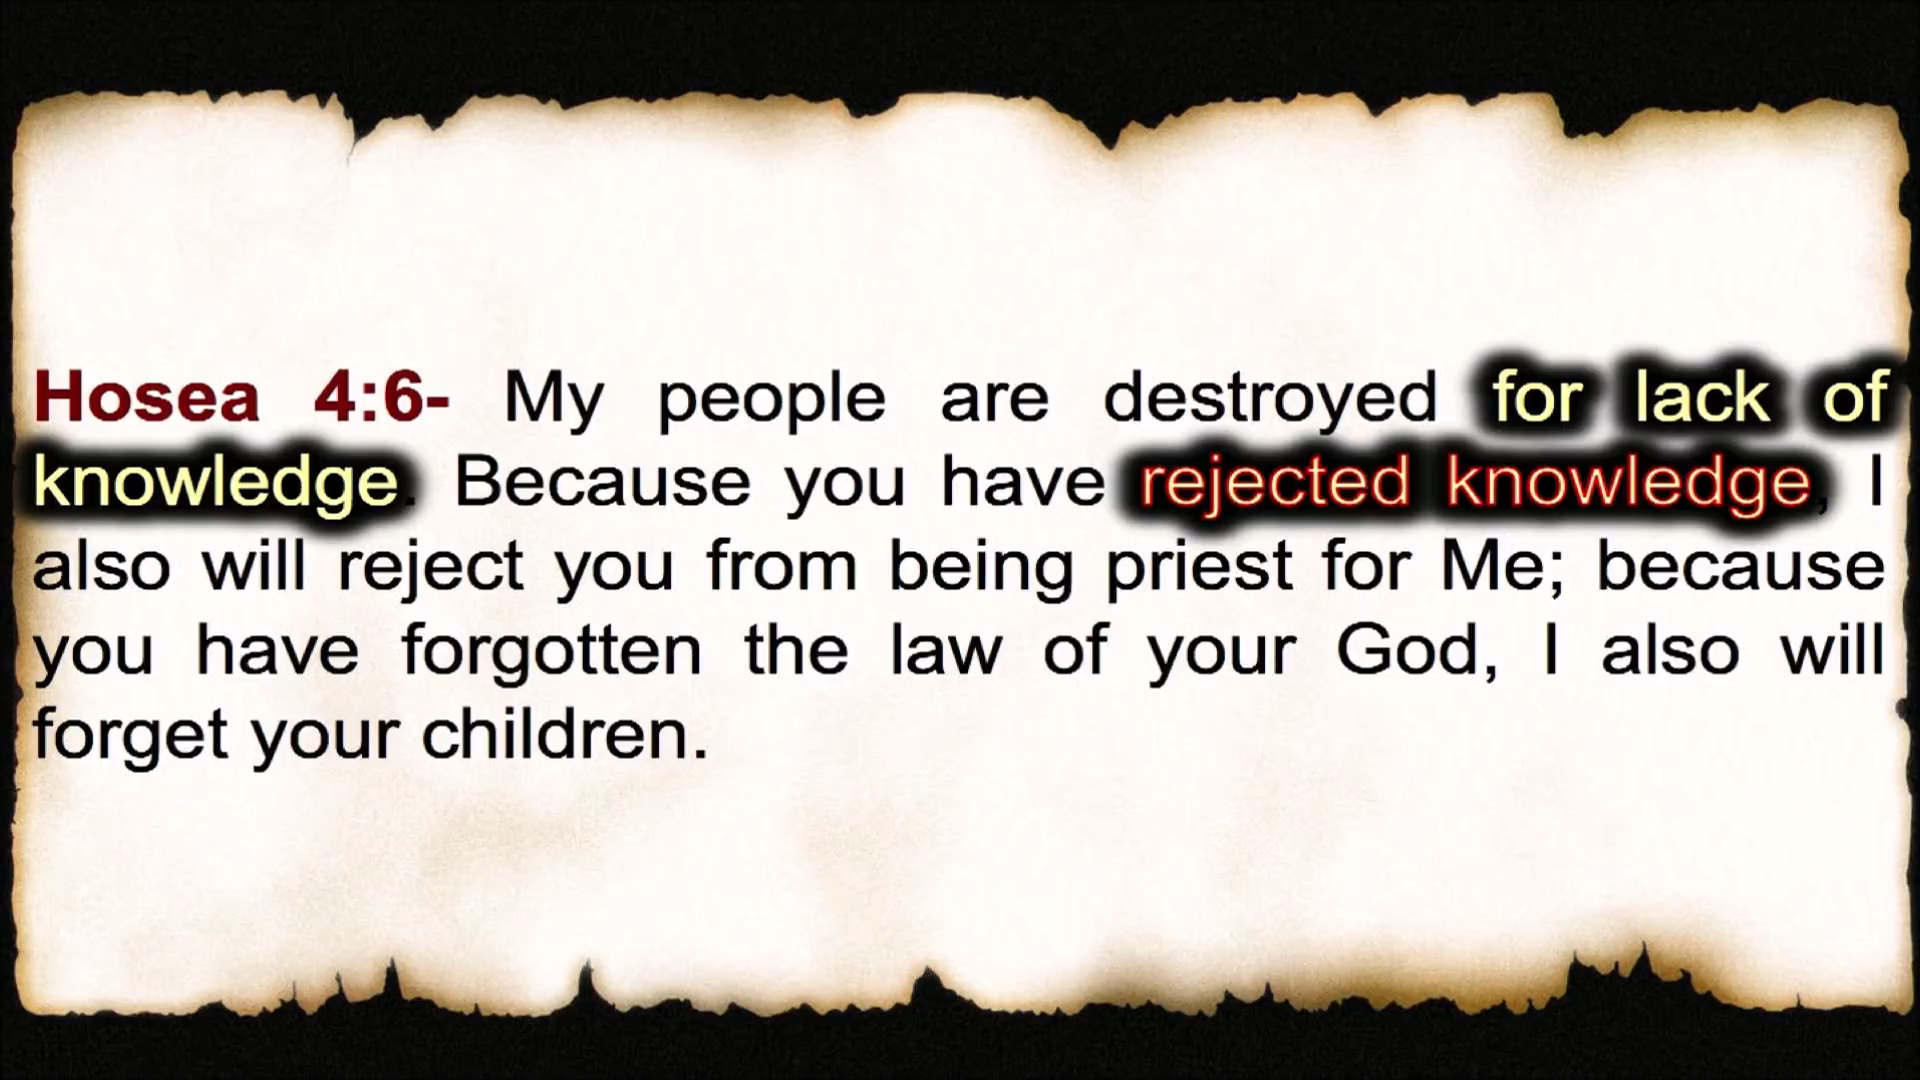 Hosea 4:6- My people are destroyed for lack of
knowledge. Because you have rejected knowledge, I
also will reject you from being priest for Me; because
you have forgotten the law of your God, I also will
forget your children.